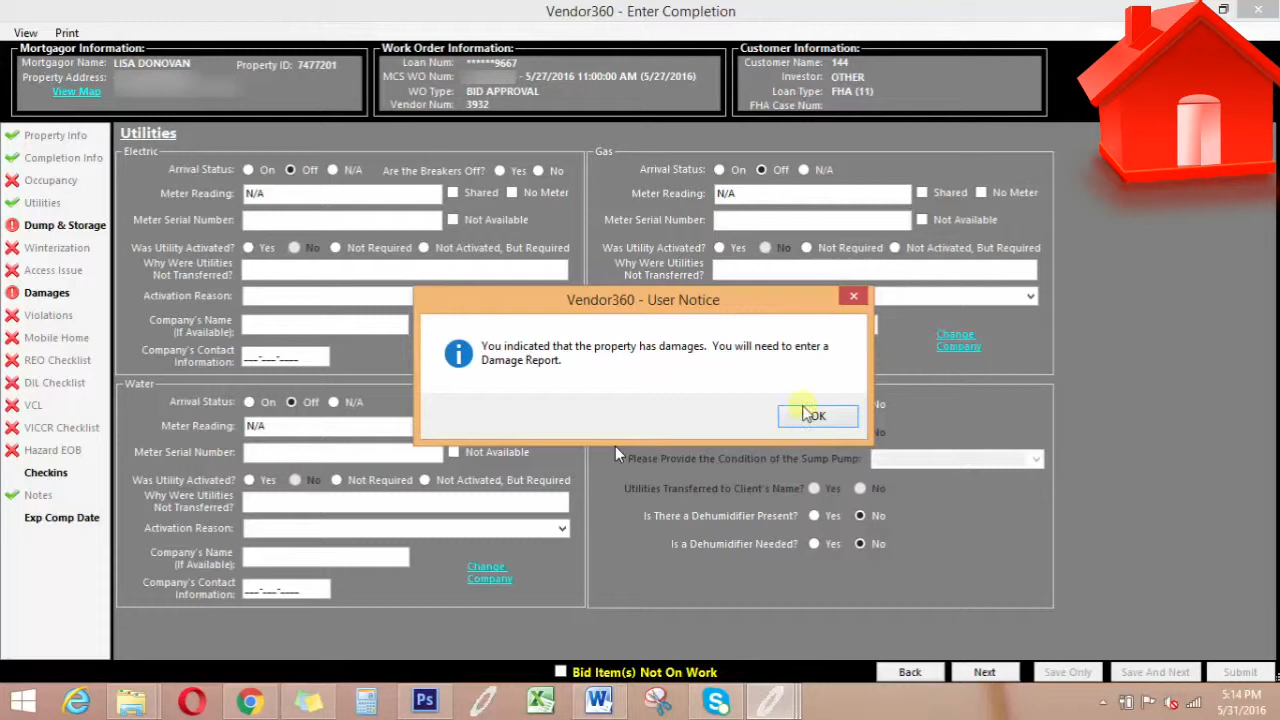 Vendor360 - Enter Completion
View Print
Mortgagor Information:
Mortgagor Name: LISA DONOVAN Property ID: 7477201
Property Address:
View Map
Work Order Information:
Loan Num: ******9667
MCS WO Num: - 5/27/2016 11:00:00 AM (5/27/2016)
WO Type: BID APPROVAL
Vendor Num: 3932
Customer Information:
Customer Name: 144
Investor: OTHER
Loan Type: FHA (11)
FHA Case Num:
Property Info
Completion Info
Occupancy
Utilities
Dump & Storage
Winterization
Access Issue
Damages
Violations
Mobile Home
REO Checklist
DIL Checklist
VCL
VICCR Checklist
Hazard EOB
Checkins
Notes
Exp Comp Date
Utilities
Electric
Arrival Status: On Off N/A Are the Breakers Off? Yes No
Meter Reading: N/A Shared No Meter
Meter Serial Number: Not Available
Was Utility Activated? Yes No Not Required Not Activated, But Required
Why Were Utilities
Not Transferred?
Activation Reason:
Company's Name
(If Available):
Company's Contact
Information: ___-___-____
Gas
Arrival Status: On Off N/A
Meter Reading: N/A Shared No Meter
Meter Serial Number: Not Available
Was Utility Activated? Yes No Not Required Not Activated, But Required
Why Were Utilities
Not Transferred?
Change
Company
Vendor360 - User Notice
You indicated that the property has damages. You will need to enter a
Damage Report.
OK
Water
Arrival Status: On Off N/A
Meter Reading: N/A
Meter Serial Number: Not Available
Was Utility Activated? Yes No Not Required Not Activated, But Required
Why Were Utilities
Not Transferred?
Activation Reason:
Company's Name
(If Available):
Company's Contact
Information: ___-___-____
Change
Company
No
No
Please Provide the Condition of the Sump Pump:
Utilities Transferred to Client's Name? Yes No
Is There a Dehumidifier Present? Yes No
Is a Dehumidifier Needed? Yes No
Bid Item(s) Not On Work
Back Next Save Only Save And Next Submit
Ps
5:14 PM
5/31/2016